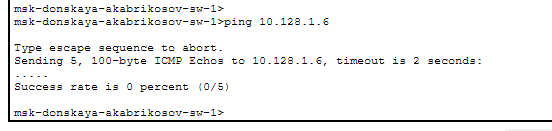 msk-donskaya-akabrikosov-sw-1>
msk-donskaya-akabrikosov-sw-1>ping 10.128.1.6
Type escape sequence to abort.
Sending 5, 100-byte ICMP Echos to 10.128.1.6, timeout is 2 seconds:
.....
Success rate is 0 percent (0/5)
msk-donskaya-akabrikosov-sw-1>